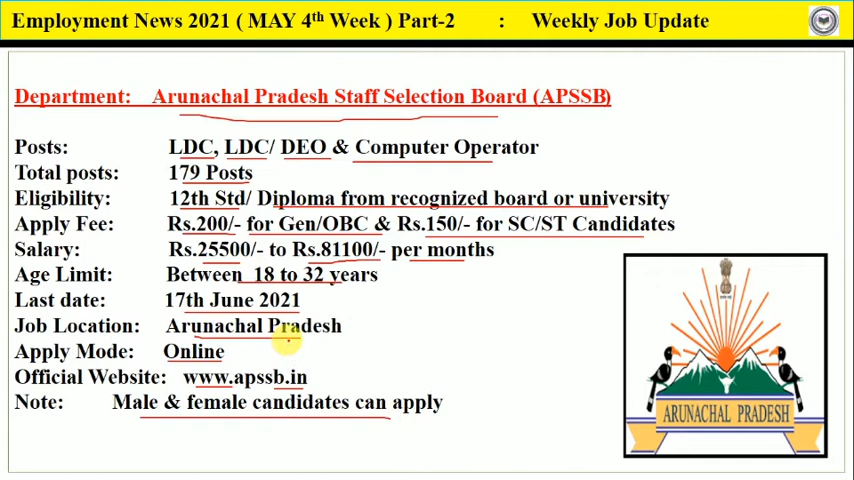 Employment News 2021 ( MAY 4th Week ) Part-2 : Weekly Job Update
Department: Arunachal Pradesh Staff Selection Board (APSSB)
Posts: LDC, LDC/ DEO & Computer Operator
Total posts: 179 Posts
Eligibility: 12th Std/ Diploma from recognized board or university
Apply Fee: Rs.200/- for Gen/OBC & Rs.150/- for SC/ST Candidates
Salary: Rs.25500/- to Rs.81100/- per months
Age Limit: Between 18 to 32 years
Last date: 17th June 2021
Job Location: Arunachal Pradesh
Apply Mode: Online
Official Website: www.apssb.in
Note: Male & female candidates can apply
ARUNACHAL PRADESH